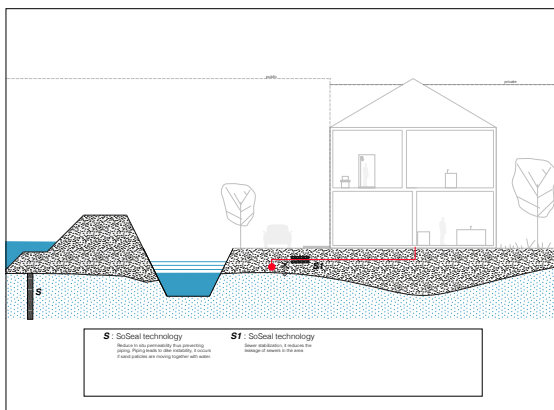 public
private
S
S1
S : SoSeal technology
Reduce in situ permeability thus preventing
piping. Piping leads to dike instability, it occurs
if sand particles are moving together with water.
S1 : SoSeal technology
Sewer stabilization, it reduces the
leakage of sewers in the area